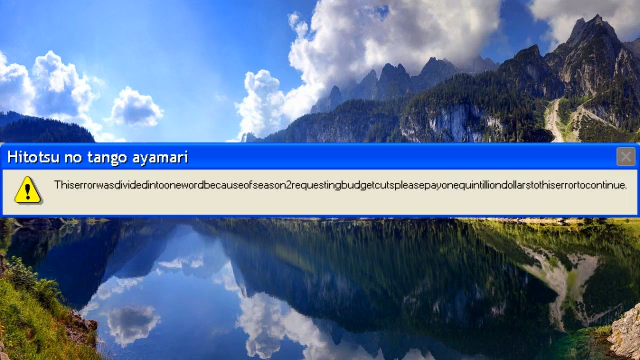 Hitotsu no tango ayamari
Thiserrorwasdividedintoonewordbecauseofseason2requestingbudgetcutspleasepayonequintilliondollarstothiserrortocontinue.